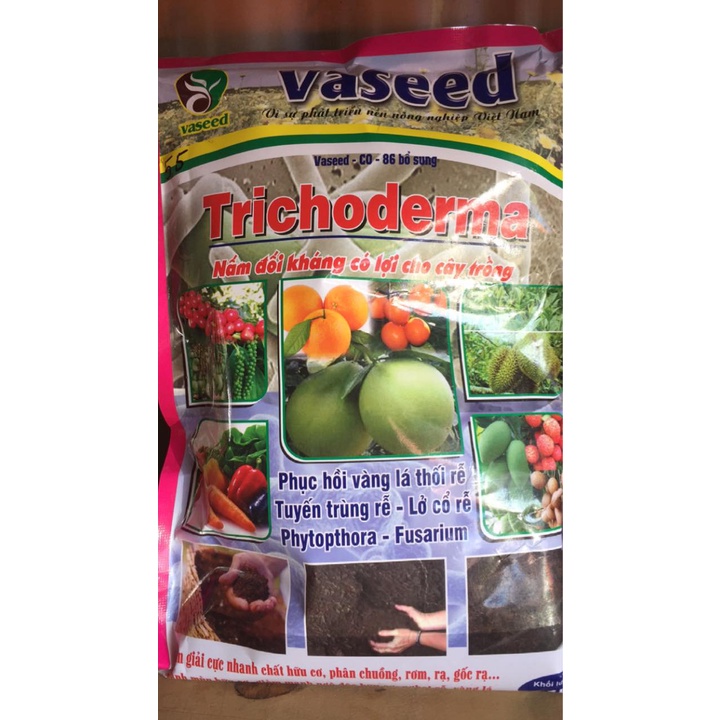 vaseed
vaseed
Vì sự phát triển nền nông nghiệp Việt Nam
Vaseed - CO - 86 bổ sung
Trichoderma
Nấm đối kháng có lợi cho cây trồng
Phục hồi vàng lá thối rễ
Tuyến trùng rễ - Lở cổ rễ
Phytopthora - Fusarium
giải cực nhanh chất hữu cơ, phân chuồng, rơm, rạ, gốc rạ...
Khối